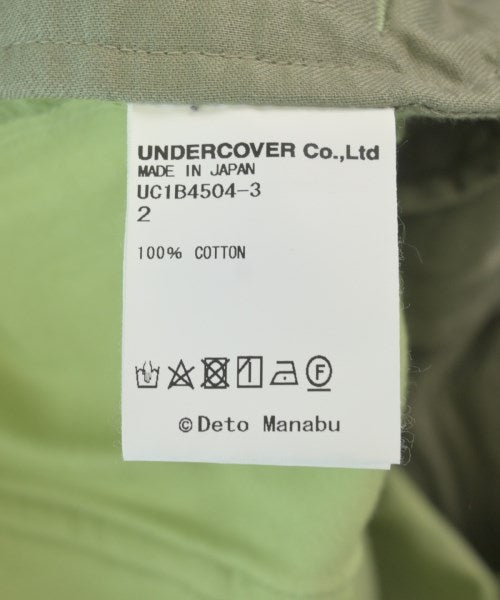 UNDERCOVER Co.,Ltd
MADE IN JAPAN
UC1B4504-3
2
100% COTTON
F
©Deto Manabu